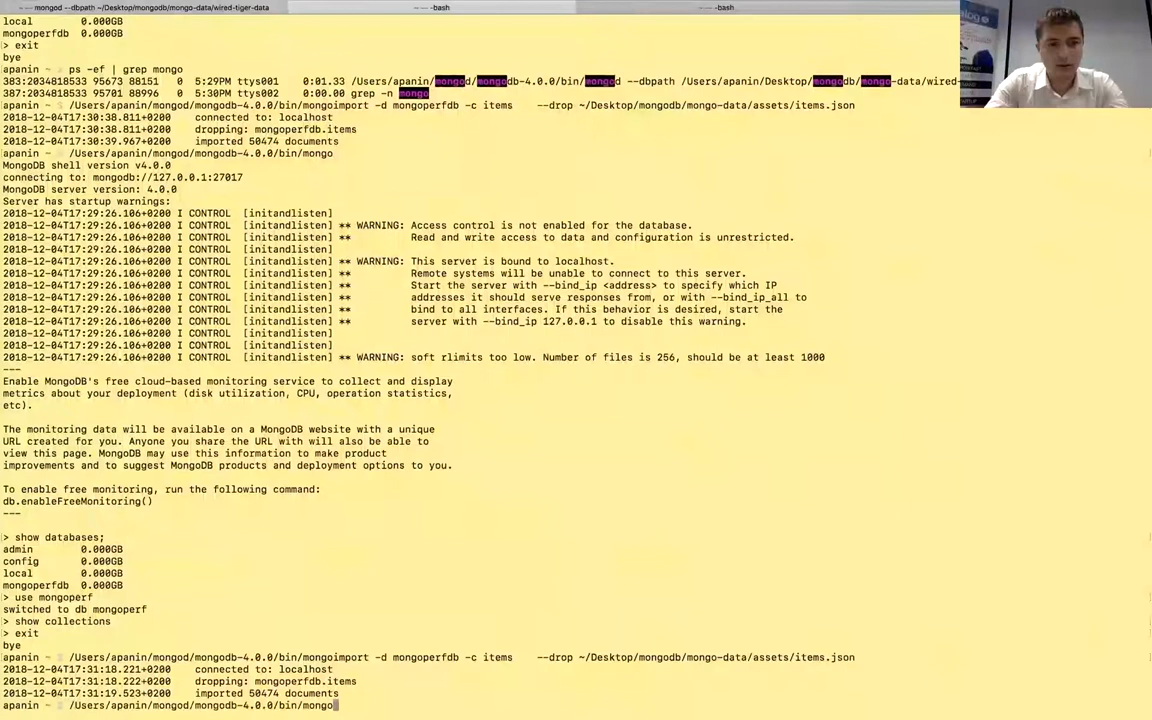 mongod --dbpath ~/Desktop/mongodb/mongo-data/wired-tiger-data
-bash
-bash
local 0.000GB
mongoperfdb 0.000GB
> exit
bye
apanin ~ ps -ef | grep mongo
383:2034818533 95673 88151 0 5:29PM ttys001 0:01.33 /Users/apanin/mongod/mongodb-4.0.0/bin/mongod --dbpath /Users/apanin/Desktop/mongodb/mongo-data/wired-
387:2034818533 95701 88996 0 5:30PM ttys002 0:00.00 grep -n mongo
apanin ~ /Users/apanin/mongod/mongodb-4.0.0/bin/mongoimport -d mongoperfdb -c items --drop ~/Desktop/mongodb/mongo-data/assets/items.json
2018-12-04T17:30:38.811+0200 connected to: localhost
2018-12-04T17:30:38.811+0200 dropping: mongoperfdb.items
2018-12-04T17:30:39.967+0200 imported 50474 documents
apanin ~ /Users/apanin/mongod/mongodb-4.0.0/bin/mongo
MongoDB shell version v4.0.0
connecting to: mongodb://127.0.0.1:27017
MongoDB server version: 4.0.0
Server has startup warnings:
2018-12-04T17:29:26.106+0200 I CONTROL [initandlisten]
2018-12-04T17:29:26.106+0200 I CONTROL [initandlisten] ** WARNING: Access control is not enabled for the database.
2018-12-04T17:29:26.106+0200 I CONTROL [initandlisten] ** Read and write access to data and configuration is unrestricted.
2018-12-04T17:29:26.106+0200 I CONTROL [initandlisten]
2018-12-04T17:29:26.106+0200 I CONTROL [initandlisten] ** WARNING: This server is bound to localhost.
2018-12-04T17:29:26.106+0200 I CONTROL [initandlisten] ** Remote systems will be unable to connect to this server.
2018-12-04T17:29:26.106+0200 I CONTROL [initandlisten] ** Start the server with --bind_ip <address> to specify which IP
2018-12-04T17:29:26.106+0200 I CONTROL [initandlisten] ** addresses it should serve responses from, or with --bind_ip_all to
2018-12-04T17:29:26.106+0200 I CONTROL [initandlisten] ** bind to all interfaces. If this behavior is desired, start the
2018-12-04T17:29:26.106+0200 I CONTROL [initandlisten] ** server with --bind_ip 127.0.0.1 to disable this warning.
2018-12-04T17:29:26.106+0200 I CONTROL [initandlisten]
2018-12-04T17:29:26.106+0200 I CONTROL [initandlisten]
2018-12-04T17:29:26.106+0200 I CONTROL [initandlisten] ** WARNING: soft rlimits too low. Number of files is 256, should be at least 1000
---
Enable MongoDB's free cloud-based monitoring service to collect and display
metrics about your deployment (disk utilization, CPU, operation statistics,
etc).
The monitoring data will be available on a MongoDB website with a unique
URL created for you. Anyone you share the URL with will also be able to
view this page. MongoDB may use this information to make product
improvements and to suggest MongoDB products and deployment options to you.
To enable free monitoring, run the following command:
db.enableFreeMonitoring()
---
> show databases;
admin 0.000GB
config 0.000GB
local 0.000GB
mongoperfdb 0.000GB
> use mongoperf
switched to db mongoperf
> show collections
> exit
bye
apanin ~ /Users/apanin/mongod/mongodb-4.0.0/bin/mongoimport -d mongoperfdb -c items --drop ~/Desktop/mongodb/mongo-data/assets/items.json
2018-12-04T17:31:18.221+0200 connected to: localhost
2018-12-04T17:31:18.222+0200 dropping: mongoperfdb.items
2018-12-04T17:31:19.523+0200 imported 50474 documents
apanin ~ /Users/apanin/mongod/mongodb-4.0.0/bin/mongo